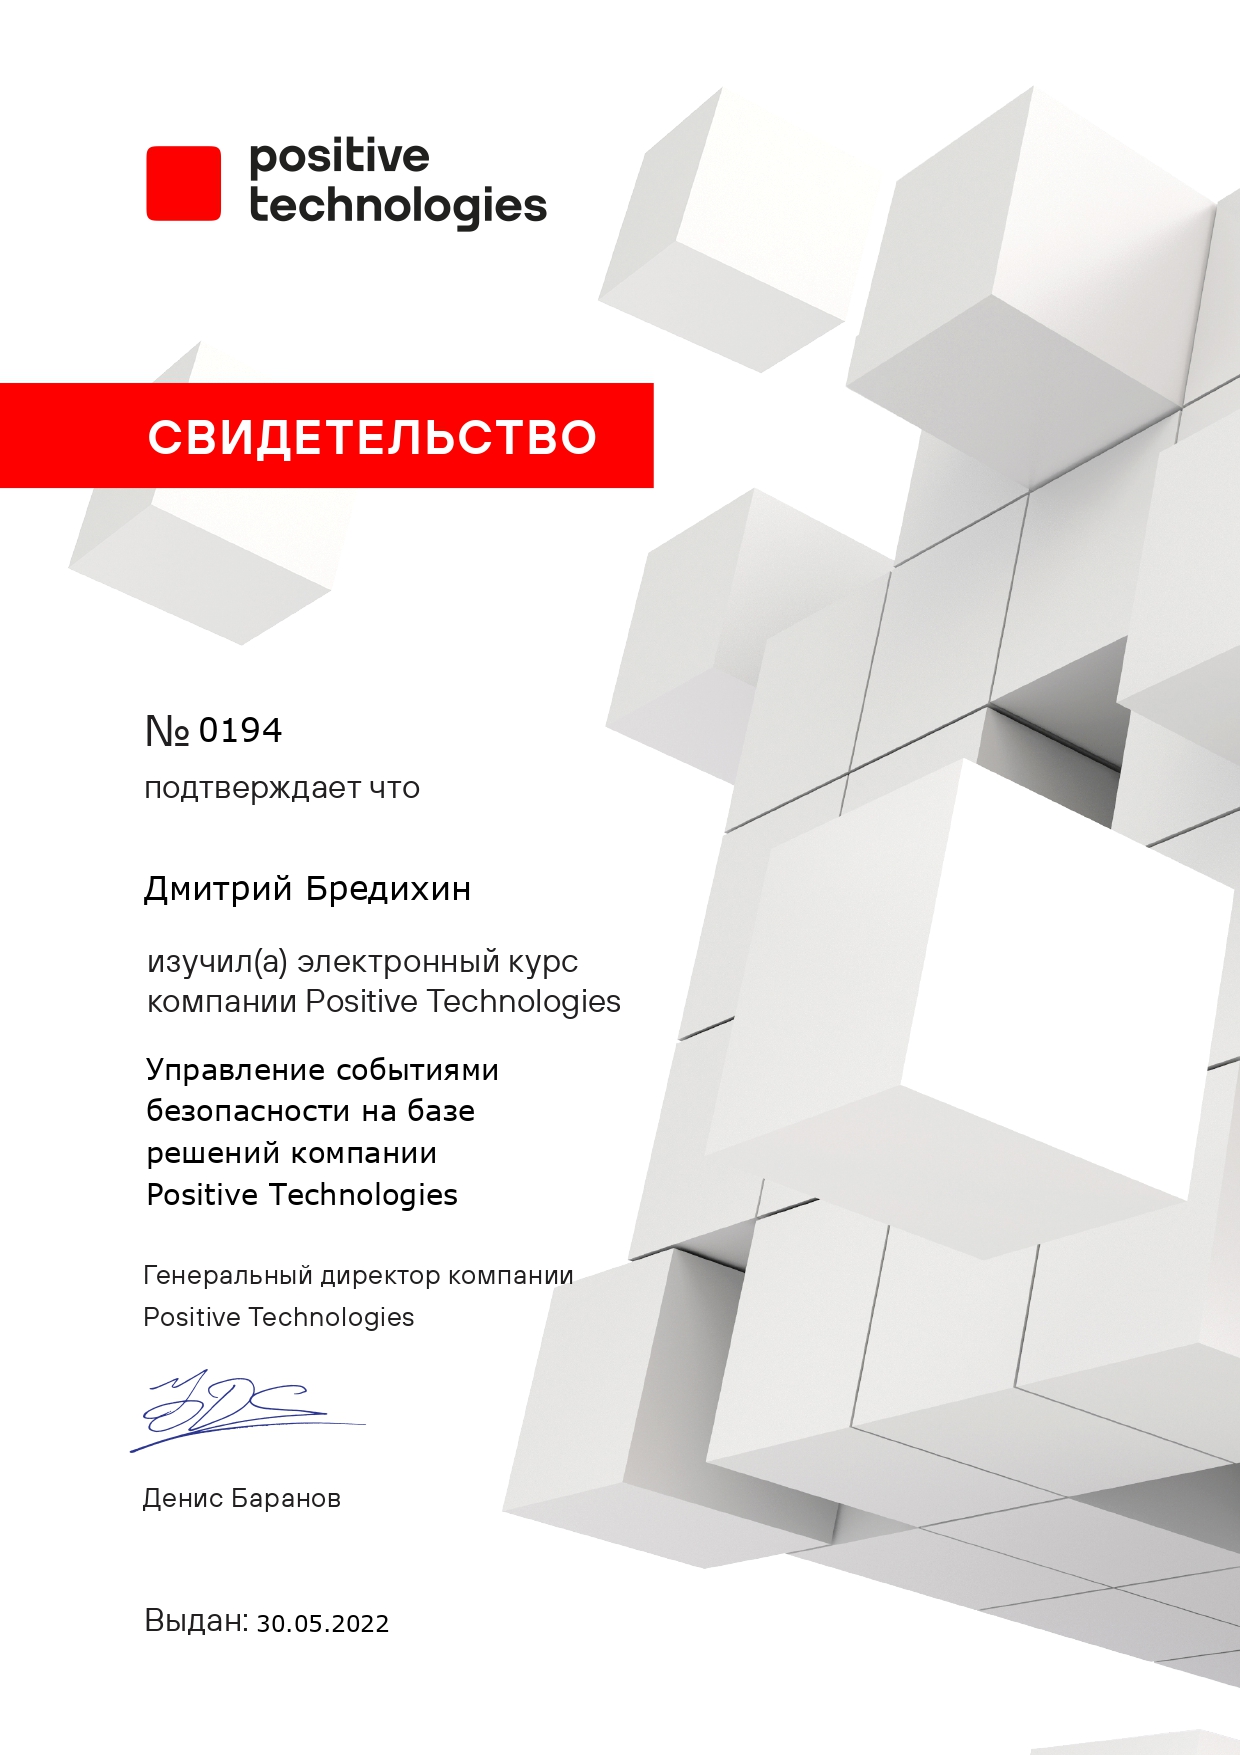 positive
technologies
СВИДЕТЕЛЬСТВО
№ 0194
подтверждает что
Дмитрий Бредихин
изучил(а) электронный курс
компании Positive Technologies
Управление событиями
безопасности на базе
решений компании
Positive Technologies
Генеральный директор компании
Positive Technologies
Денис Баранов
Выдан: 30.05.2022